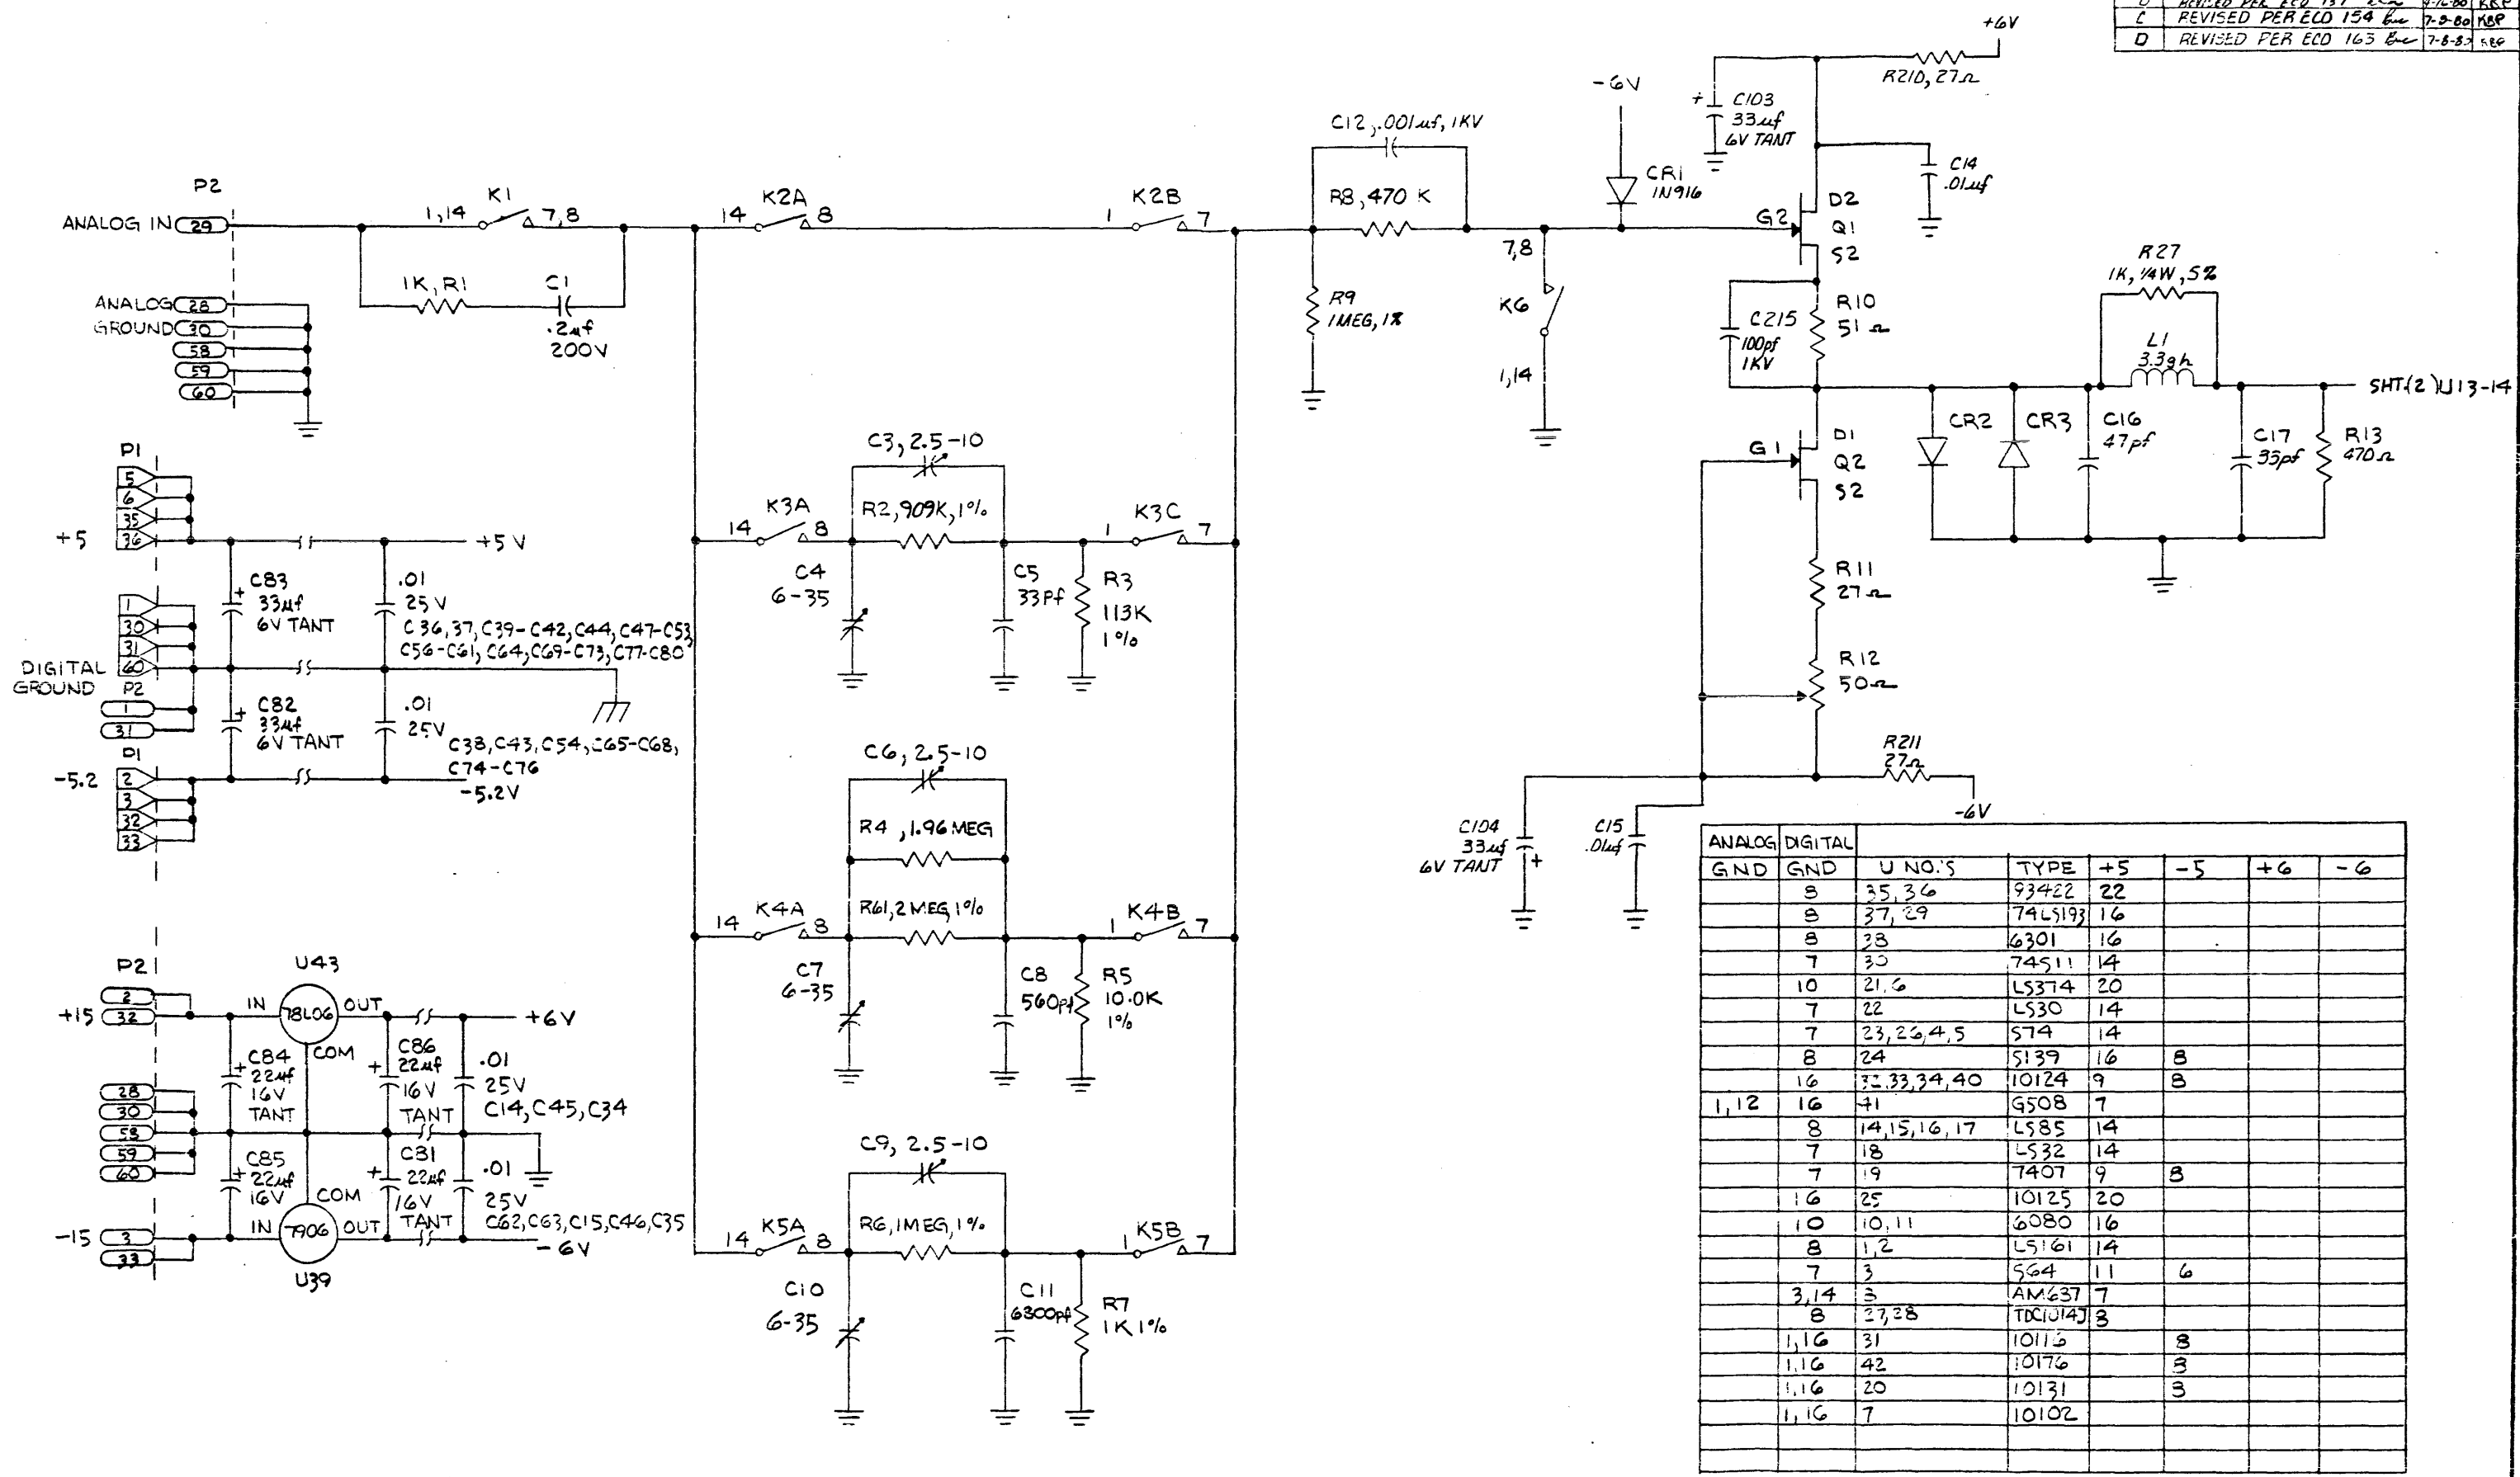 C REVISED PER ECO 154 7-2-80 KBP
D REVISED PER ECO 163
+6V
R210, 27Ω
-6V
+ C103
33uf
6V TANT
C12, .001uf, 1KV
CR1
1N916
C14
.01uf
P2
ANALOG IN 29
K1
1,14 7,8
K2A
14 8
K2B
1 7
R8, 470 K
G2
D2
Q1
S2
7,8
1K, R1
C1
.2uf
200V
ANALOG 28
GROUND 30
58
59
60
R9
1MEG, 1%
K6
1,14
C215
100pf
1KV
R10
51Ω
R27
1K, 1/4W, 5%
L1
3.3gh
SHT(2)U13-14
CR2
CR3
C16
47pf
C17
33pf
R13
470Ω
G1
D1
Q2
S2
P1
5
6
35
36
+5
+5V
C83
+
33uf
6V TANT
.01
25V
C36,37,C39-C42,C44,C47-C53,
C56-C61,C64,C69-C73,C77-C80
1
30
31
60
DIGITAL
GROUND
P2
1
31
C82
+
33uf
6V TANT
.01
25V
C38,C43,C54,C65-C68,
C74-C76
P1
-5.2 2
3
32
33
-5.2V
C3, 2.5-10
K3A
14 8
R2, 909K, 1%
K3C
1 7
C4
6-35
C5
33Pf
R3
113K
1%
R11
27Ω
R12
50Ω
R211
27Ω
-6V
C104
33uf
6V TANT
+
C15
.01uf
C6, 2.5-10
R4, 1.96 MEG
K4A
14 8
R61, 2 MEG, 1%
K4B
1 7
C7
6-35
C8
560pf
R5
10.0K
1%
P2
2
+15 32
U43
IN 78L06 OUT
COM
+6V
+ C84
22uf
16V
TANT
+ C86
22uf
16V
TANT
.01
25V
C14, C45, C34
28
30
58
59
60
+ C85
22uf
16V
+ C81
22uf
16V
TANT
.01
25V
C62,C63,C15,C46,C35
COM
IN 7906 OUT
-15 3
33
-6V
U39
C9, 2.5-10
K5A
14 8
R6, 1MEG, 1%
K5B
1 7
C10
6-35
C11
6300pf
R7
1K 1%
ANALOG DIGITAL
GND GND U NO.'S TYPE +5 -5 +6 -6
8 35,36 93422 22
8 37,29 74LS193 16
8 38 6301 16
7 30 74S11 14
10 21,6 LS374 20
7 22 LS30 14
7 23,26,4,5 S74 14
8 24 S139 16 8
16 32,33,34,40 10124 9 8
1,12 16 41 G508 7
8 14,15,16,17 LS85 14
7 18 LS32 14
7 19 7407 9 8
16 25 10125 20
10 10,11 6080 16
8 1,2 LS161 14
7 3 S64 11 6
3,14 3 AM637 7
8 27,28 TDC1014J 3
1,16 31 10116 8
1,16 42 10176 8
1,16 20 10131 8
1,16 7 10102